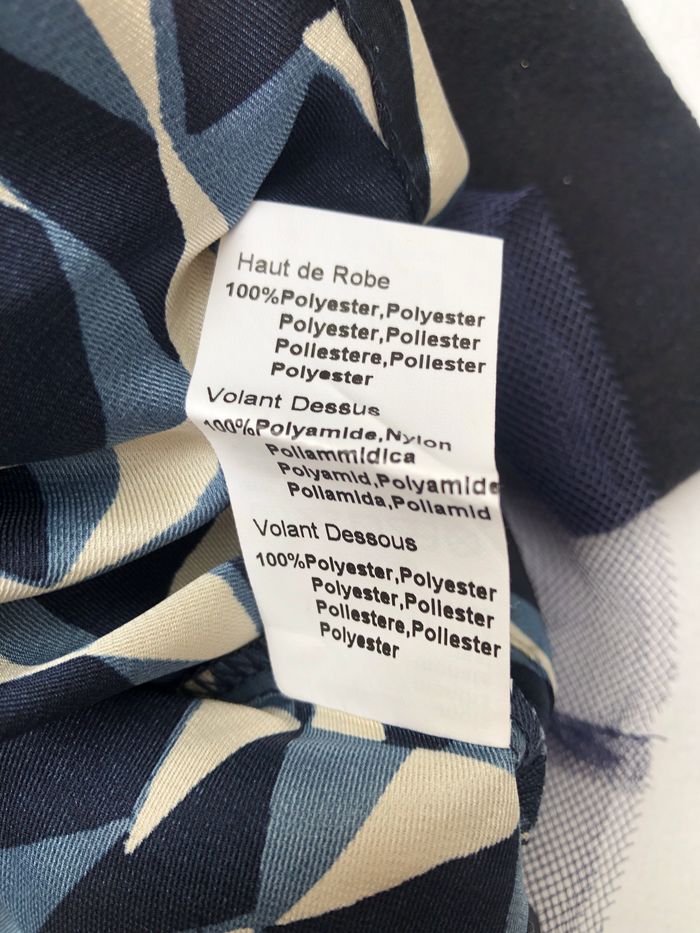 Haut de Robe
100%Polyester,Polyester
Polyester,Pollester
Pollestere,Pollester
Polyester
Volant Dessus
100%Polyamide,Nylon
Pollammidica
Polyamid,Polyamide
Pollamida,Pollamid
Volant Dessous
100%Polyester,Polyester
Polyester,Pollester
Pollestere,Pollester
Polyester